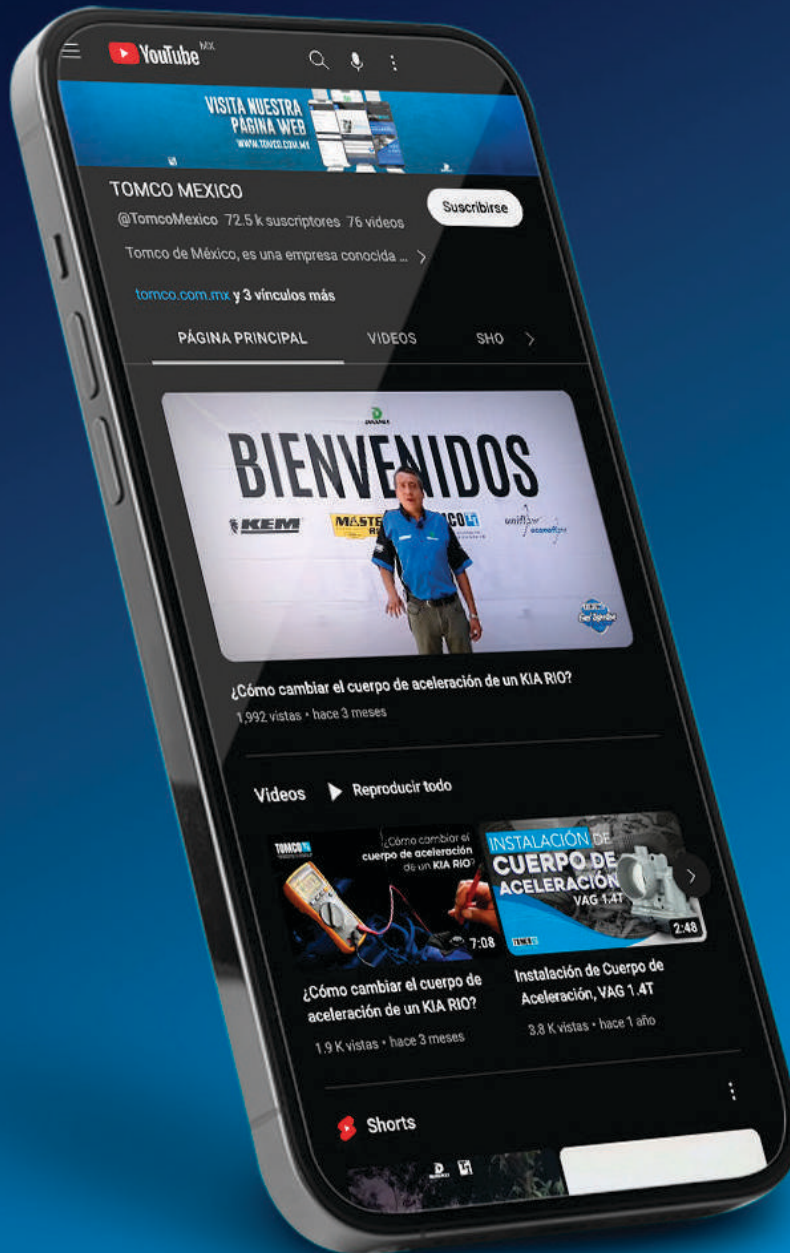 YouTube MX
VISITA NUESTRA
PÁGINA WEB
WWW.TOMCO.COM.MX
TOMCO MEXICO
Suscribirse
@TomcoMexico 72.5 k suscriptores 76 videos
Tomco de México, es una empresa conocida ...
tomco.com.mx y 3 vínculos más
PÁGINA PRINCIPAL VIDEOS SHO
BIENVENIDOS
KEM
¿Cómo cambiar el cuerpo de aceleración de un KIA RIO?
1,992 vistas • hace 3 meses
Videos Reproducir todo
TOMCO
¿Cómo cambiar el
cuerpo de aceleración
de un KIA RIO?
7:08
INSTALACIÓN DE
CUERPO DE
ACELERACIÓN
VAG 1.4T
2:48
¿Cómo cambiar el cuerpo de
aceleración de un KIA RIO?
1.9 K vistas • hace 3 meses
Instalación de Cuerpo de
Aceleración, VAG 1.4T
3.8 K vistas • hace 1 año
Shorts